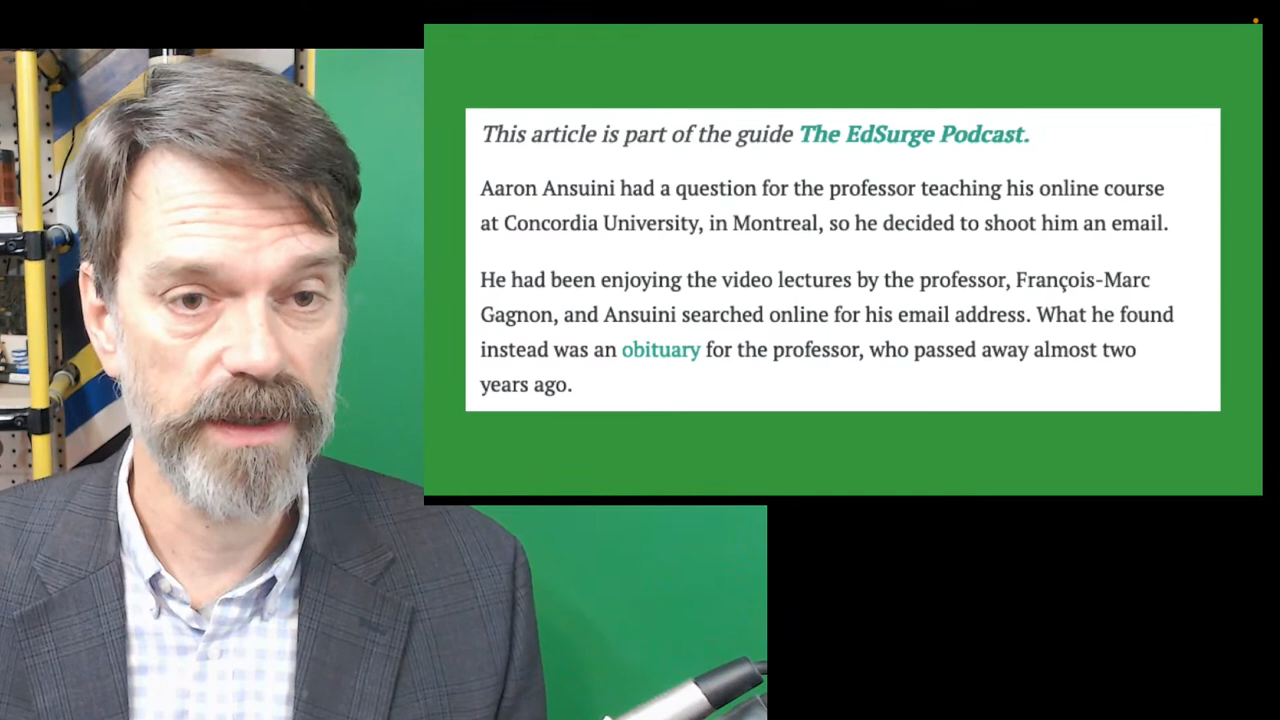 This article is part of the guide The EdSurge Podcast.
Aaron Ansuini had a question for the professor teaching his online course
at Concordia University, in Montreal, so he decided to shoot him an email.
He had been enjoying the video lectures by the professor, François-Marc
Gagnon, and Ansuini searched online for his email address. What he found
instead was an obituary for the professor, who passed away almost two
years ago.